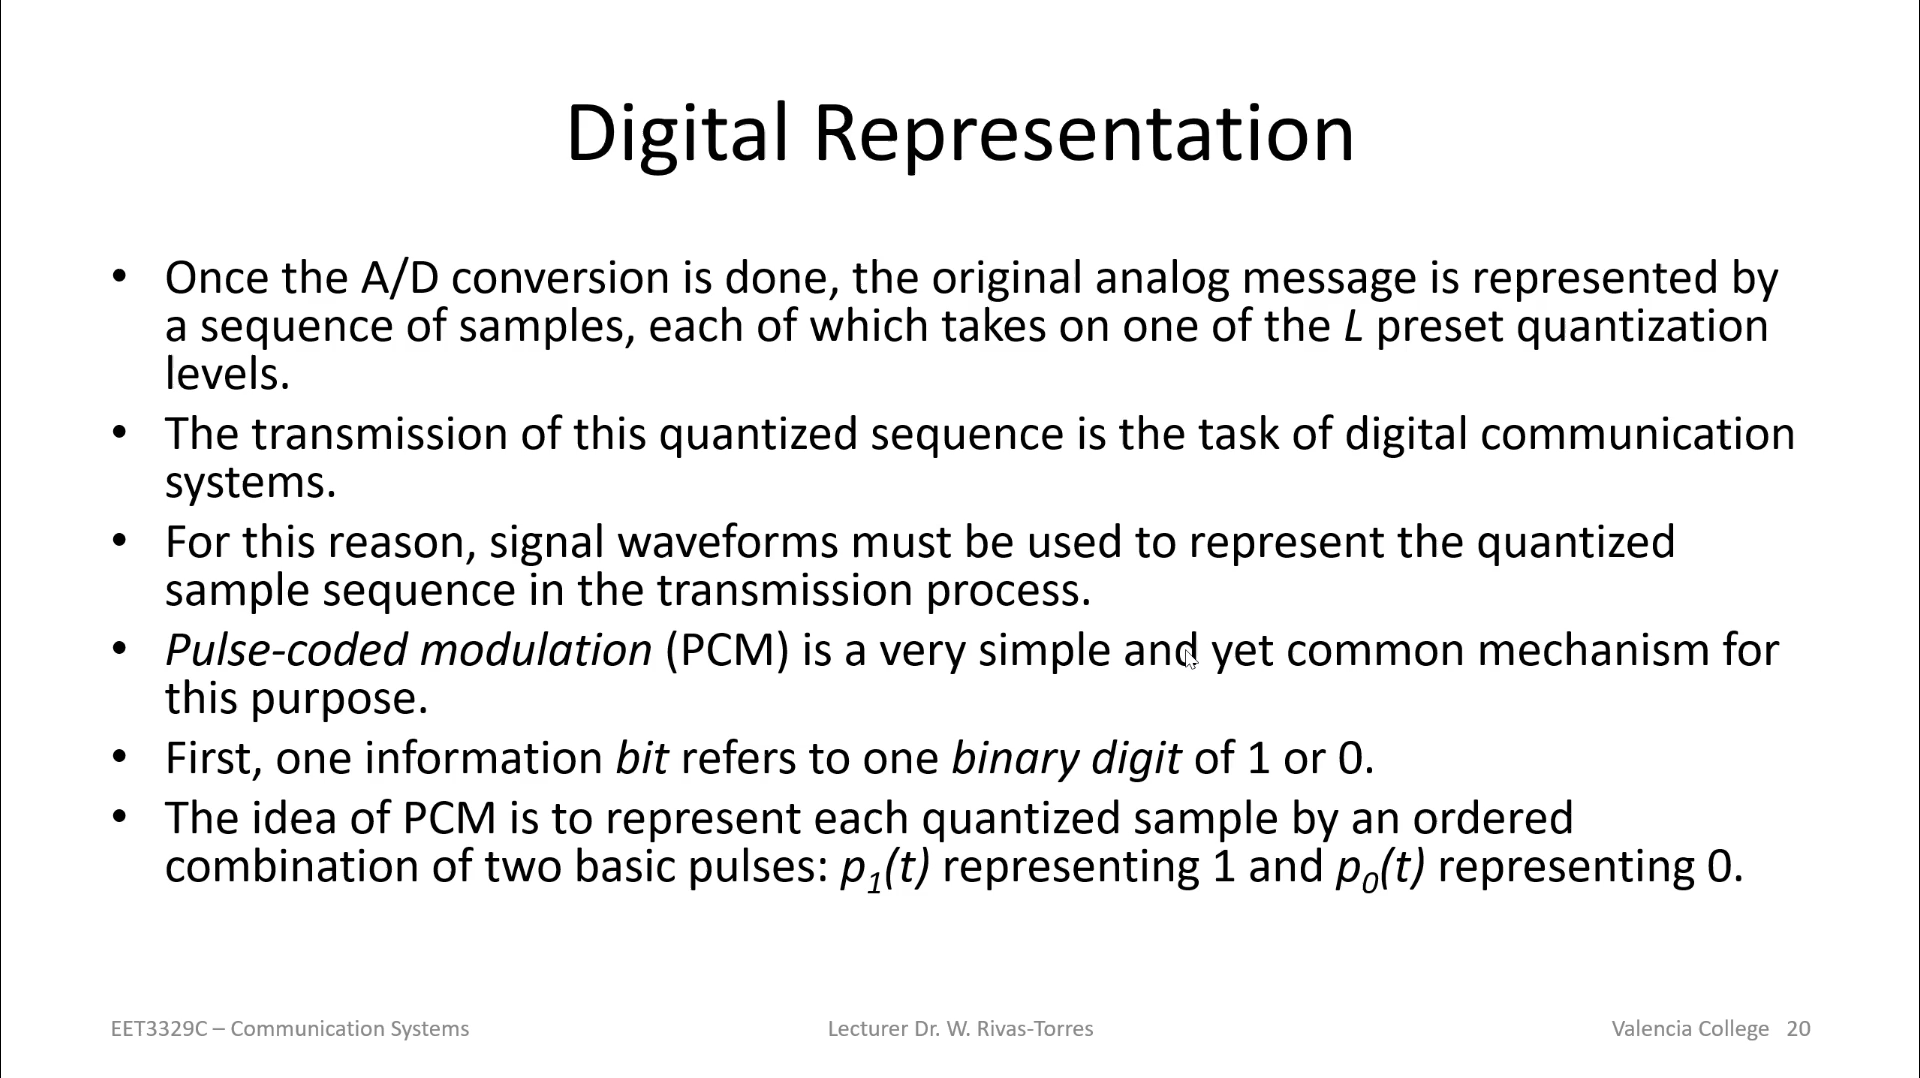 Digital Representation
• Once the A/D conversion is done, the original analog message is represented by
a sequence of samples, each of which takes on one of the L preset quantization
levels.
• The transmission of this quantized sequence is the task of digital communication
systems.
• For this reason, signal waveforms must be used to represent the quantized
sample sequence in the transmission process.
• Pulse-coded modulation (PCM) is a very simple and yet common mechanism for
this purpose.
• First, one information bit refers to one binary digit of 1 or 0.
• The idea of PCM is to represent each quantized sample by an ordered
combination of two basic pulses: p₁(t) representing 1 and p₀(t) representing 0.
EET3329C – Communication Systems
Lecturer Dr. W. Rivas-Torres
Valencia College 20